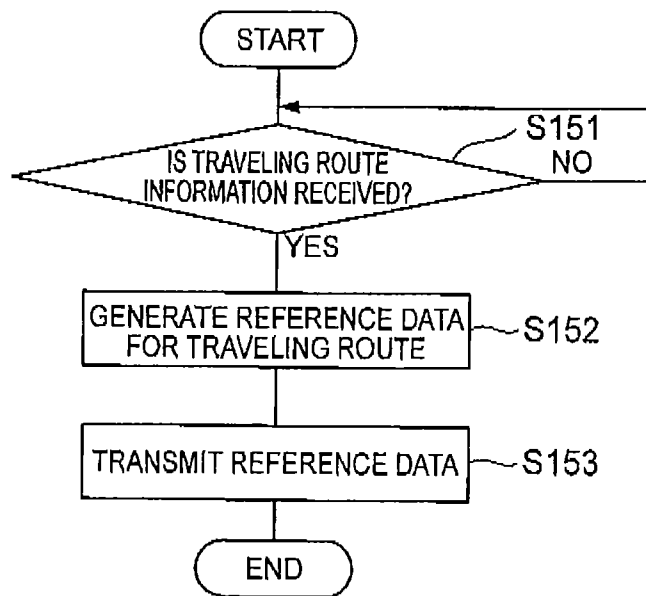 START
S151
IS TRAVELING ROUTE
INFORMATION RECEIVED?
NO
YES
GENERATE REFERENCE DATA
FOR TRAVELING ROUTE
S152
TRANSMIT REFERENCE DATA
S153
END